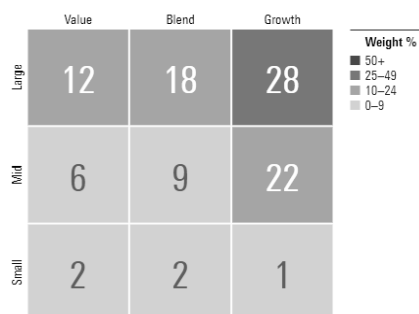 Value Blend Growth
Weight %
50+
25–49
10–24
0–9
Large 12 18 28
Mid 6 9 22
Small 2 2 1